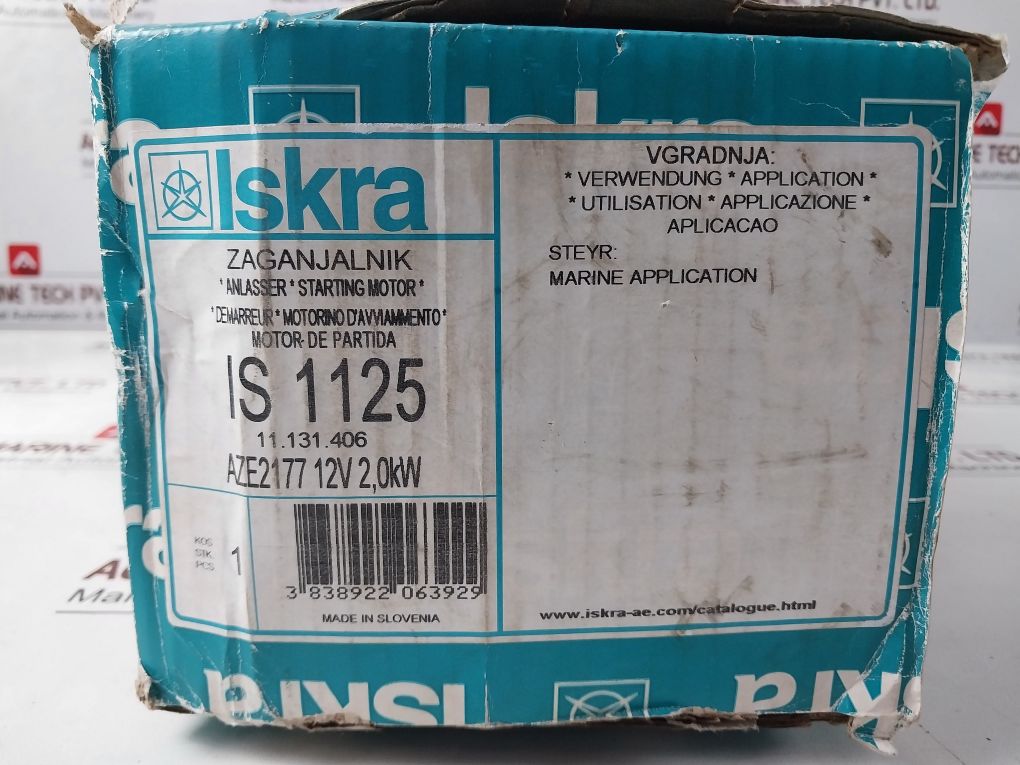 Iskra
ZAGANJALNIK
* ANLASSER * STARTING MOTOR *
* DEMARREUR * MOTORINO D'AVVIAMMENTO *
MOTOR DE PARTIDA
IS 1125
11.131.406
AZE2177 12V 2,0kW
KOS
STK
PCS
1
3 838922 063929
MADE IN SLOVENIA
VGRADNJA:
* VERWENDUNG * APPLICATION *
* UTILISATION * APPLICAZIONE *
APLICACAO
STEYR:
MARINE APPLICATION
www.iskra-ae.com/catalogue.html
Iskra